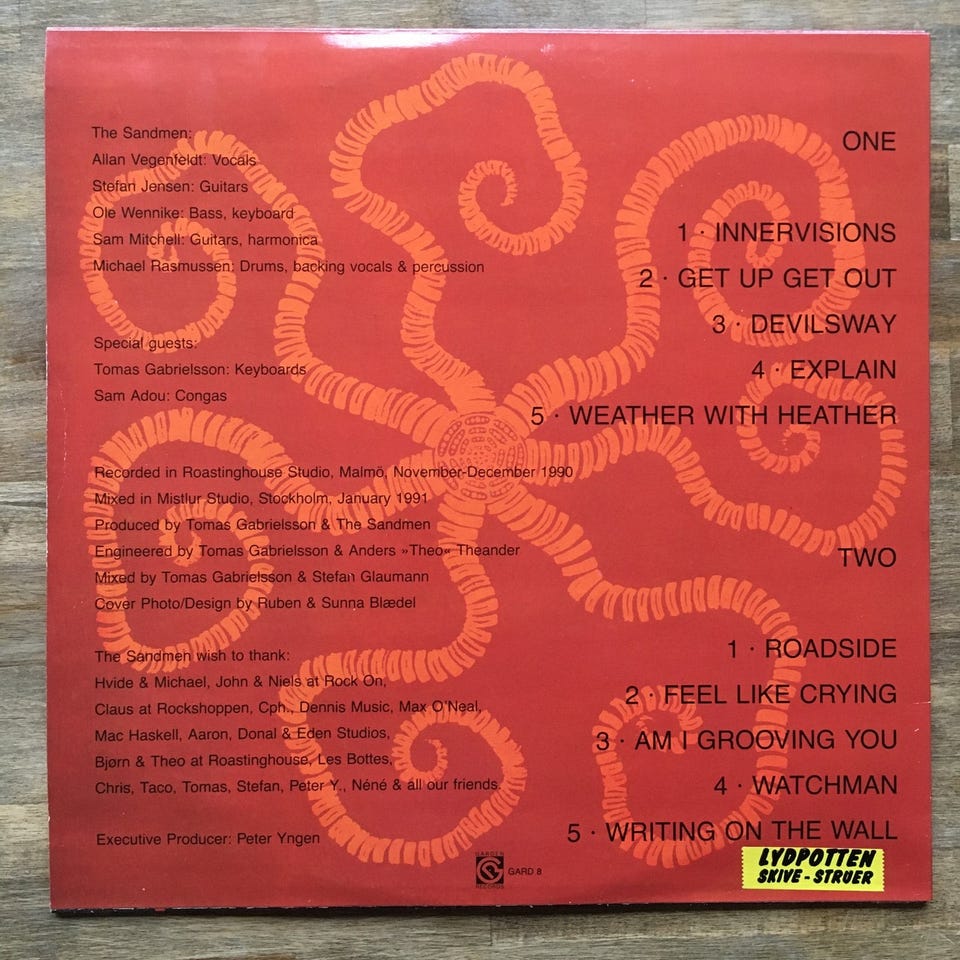 The Sandmen:
Allan Vegenfeldt: Vocals
Stefan Jensen: Guitars
Ole Wennike: Bass, keyboard
Sam Mitchell: Guitars, harmonica
Michael Rasmussen: Drums, backing vocals & percussion
Special guests:
Tomas Gabrielsson: Keyboards
Sam Adou: Congas
Recorded in Roastinghouse Studio, Malmö, November-December 1990
Mixed in Mistlur Studio, Stockholm, January 1991
Produced by Tomas Gabrielsson & The Sandmen
Engineered by Tomas Gabrielsson & Anders »Theo« Theander
Mixed by Tomas Gabrielsson & Stefan Glaumann
Cover Photo/Design by Ruben & Sunna Blædel
The Sandmen wish to thank:
Hvide & Michael, John & Niels at Rock On,
Claus at Rockshoppen, Cph., Dennis Music, Max O'Neal,
Mac Haskell, Aaron, Donal & Eden Studios,
Bjørn & Theo at Roastinghouse, Les Bottes,
Chris, Taco, Tomas, Stefan, Peter Y., Néné & all our friends.
Executive Producer: Peter Yngen
ONE
1 · INNERVISIONS
2 · GET UP GET OUT
3 · DEVILSWAY
4 · EXPLAIN
5 · WEATHER WITH HEATHER
TWO
1 · ROADSIDE
2 · FEEL LIKE CRYING
3 · AM I GROOVING YOU
4 · WATCHMAN
5 · WRITING ON THE WALL
GARDEN
RECORDS
GARD 8
LYDPOTTEN
SKIVE - STRUER